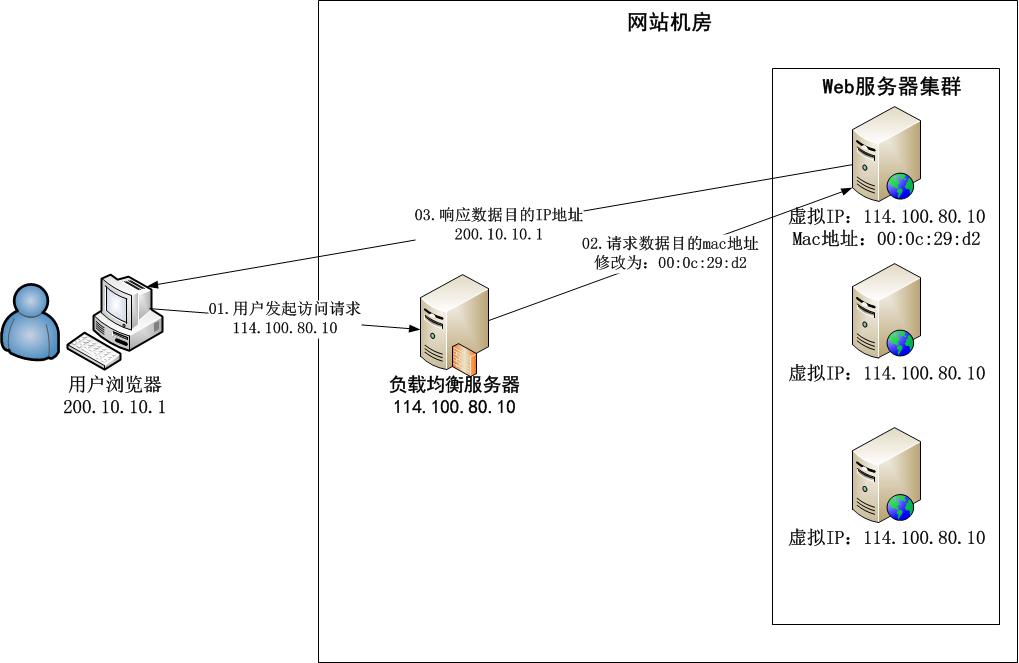 网站机房
Web服务器集群
虚拟IP：114.100.80.10
Mac地址：00:0c:29:d2
03.响应数据目的IP地址
200.10.10.1
02.请求数据目的mac地址
修改为：00:0c:29:d2
01.用户发起访问请求
114.100.80.10
用户浏览器
200.10.10.1
负载均衡服务器
114.100.80.10
虚拟IP：114.100.80.10
虚拟IP：114.100.80.10